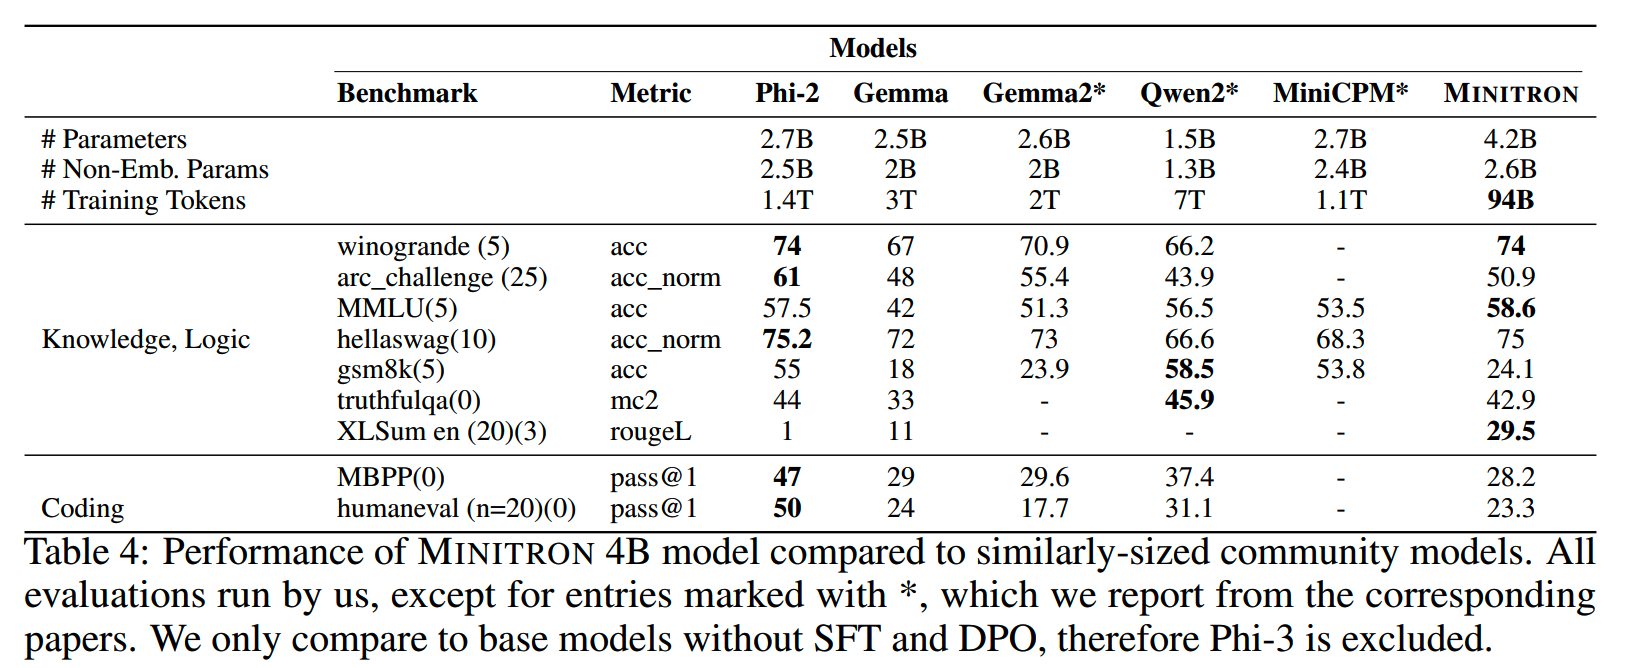 Models
Benchmark Metric Phi-2 Gemma Gemma2* Qwen2* MiniCPM* MINITRON
# Parameters 2.7B 2.5B 2.6B 1.5B 2.7B 4.2B
# Non-Emb. Params 2.5B 2B 2B 1.3B 2.4B 2.6B
# Training Tokens 1.4T 3T 2T 7T 1.1T 94B
winogrande (5) acc 74 67 70.9 66.2 - 74
arc_challenge (25) acc_norm 61 48 55.4 43.9 - 50.9
MMLU(5) acc 57.5 42 51.3 56.5 53.5 58.6
Knowledge, Logic hellaswag(10) acc_norm 75.2 72 73 66.6 68.3 75
gsm8k(5) acc 55 18 23.9 58.5 53.8 24.1
truthfulqa(0) mc2 44 33 - 45.9 - 42.9
XLSum en (20)(3) rougeL 1 11 - - - 29.5
MBPP(0) pass@1 47 29 29.6 37.4 - 28.2
Coding humaneval (n=20)(0) pass@1 50 24 17.7 31.1 - 23.3
Table 4: Performance of MINITRON 4B model compared to similarly-sized community models. All
evaluations run by us, except for entries marked with *, which we report from the corresponding
papers. We only compare to base models without SFT and DPO, therefore Phi-3 is excluded.